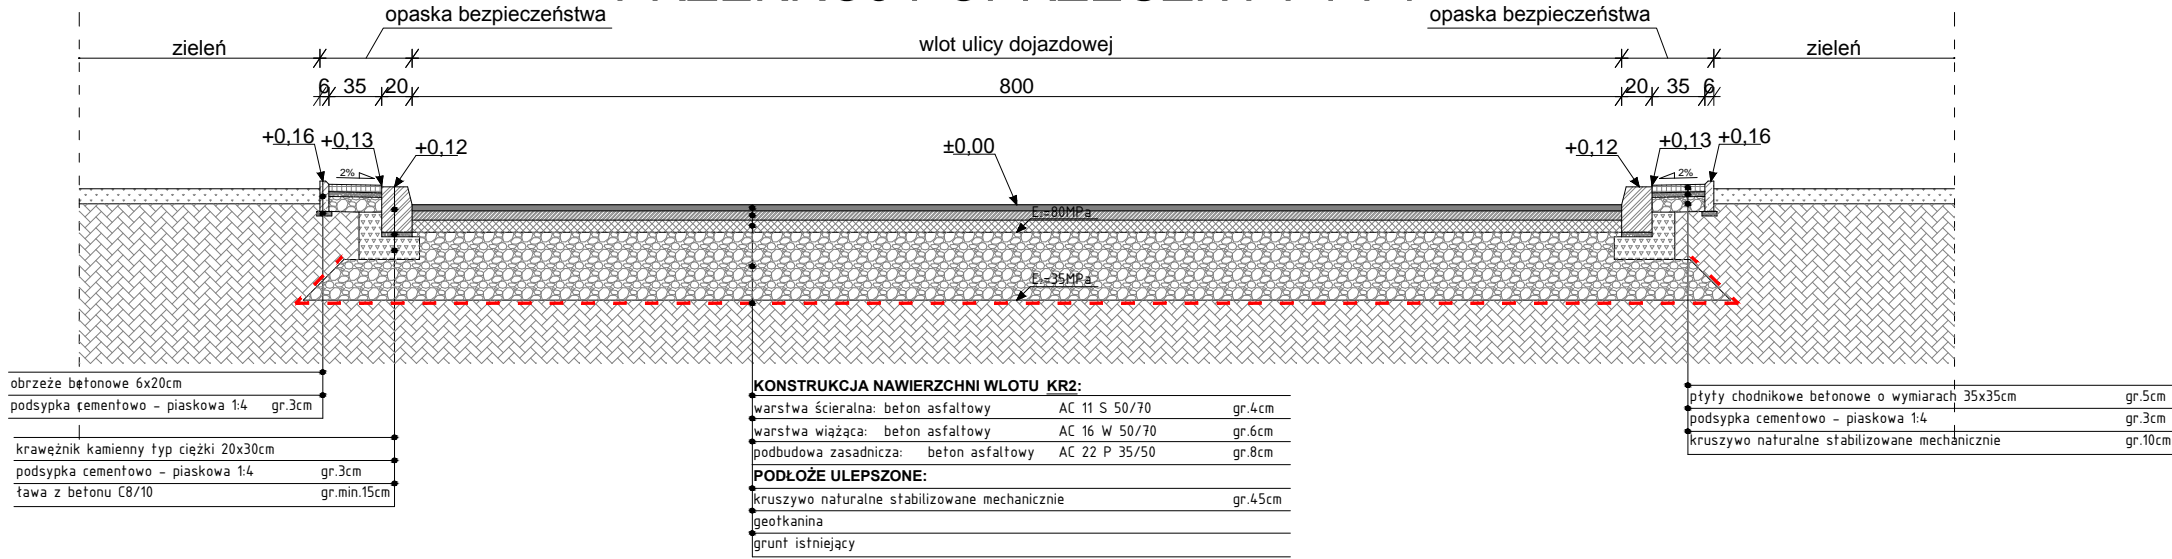 opaska bezpieczeństwa opaska bezpieczeństwa
zieleń wlot ulicy dojazdowej zieleń
6 35 20 800 20 35 6
+0,16 +0,13 +0,12 ±0,00 +0,12 +0,13 +0,16
2% 2%
E₂=80MPa
E₂=35MPa
obrzeże betonowe 6x20cm
podsypka cementowo - piaskowa 1:4 gr.3cm
krawężnik kamienny typ ciężki 20x30cm
podsypka cementowo - piaskowa 1:4 gr.3cm
ława z betonu C8/10 gr.min.15cm
KONSTRUKCJA NAWIERZCHNI WLOTU KR2:
warstwa ścieralna: beton asfaltowy AC 11 S 50/70 gr.4cm
warstwa wiążąca: beton asfaltowy AC 16 W 50/70 gr.6cm
podbudowa zasadnicza: beton asfaltowy AC 22 P 35/50 gr.8cm
PODŁOŻE ULEPSZONE:
kruszywo naturalne stabilizowane mechanicznie gr.45cm
geotkanina
grunt istniejący
płyty chodnikowe betonowe o wymiarach 35x35cm gr.5cm
podsypka cementowo - piaskowa 1:4 gr.3cm
kruszywo naturalne stabilizowane mechanicznie gr.10cm